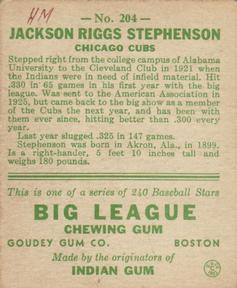 HM
— No. 204 —
JACKSON RIGGS STEPHENSON
CHICAGO CUBS
Stepped right from the college campus of Alabama
University to the Cleveland Club in 1921 when
the Indians were in need of infield material. Hit
.330 in 65 games in his first year with the big
league. Was sent to the American Association in
1925, but came back to the big show as a member
of the Cubs the next year, and has been with
them ever since, hitting better than .300 every
year.
Last year slugged .325 in 147 games.
Stephenson was born in Akron, Ala., in 1899.
Is a right-hander, 5 feet 10 inches tall and
weighs 180 pounds.
This is one of a series of 240 Baseball Stars
BIG LEAGUE
CHEWING GUM
GOUDEY GUM CO. BOSTON
Made by the originators of
INDIAN GUM